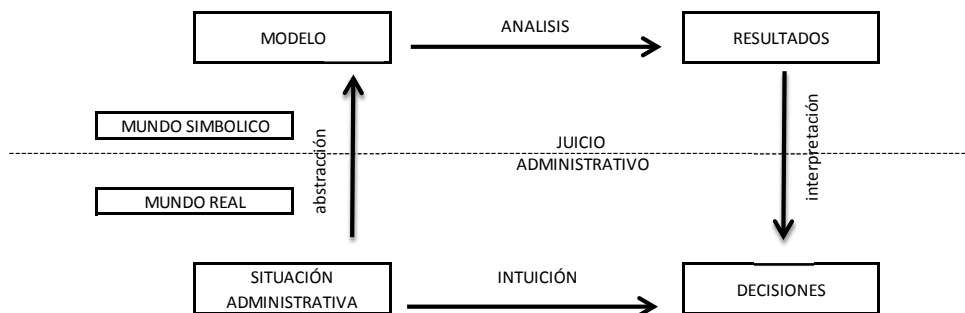 MODELO
ANALISIS
RESULTADOS
MUNDO SIMBOLICO
abstracción
JUICIO
ADMINISTRATIVO
interpretación
MUNDO REAL
SITUACIÓN
ADMINISTRATIVA
INTUICIÓN
DECISIONES